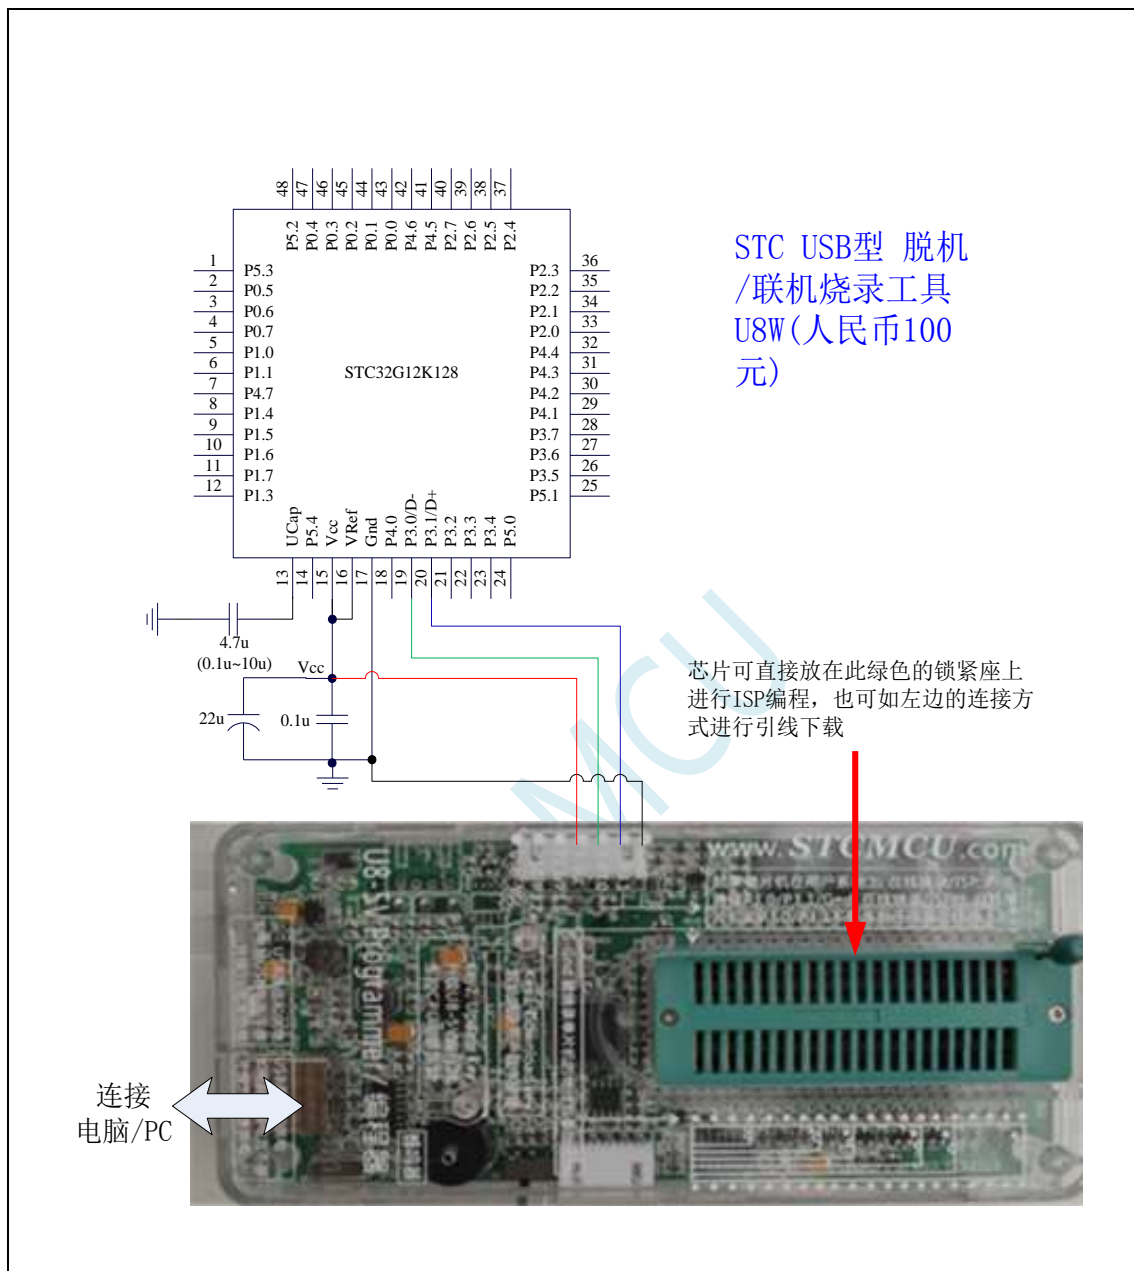 48
47
46
45
44
43
42
41
40
39
38
37
P5.2
P0.4
P0.3
P0.2
P0.1
P0.0
P4.6
P4.5
P2.7
P2.6
P2.5
P2.4
1 P5.3
2 P0.5
3 P0.6
4 P0.7
5 P1.0
6 P1.1
7 P4.7
8 P1.4
9 P1.5
10 P1.6
11 P1.7
12 P1.3
STC32G12K128
P2.3 36
P2.2 35
P2.1 34
P2.0 33
P4.4 32
P4.3 31
P4.2 30
P4.1 29
P3.7 28
P3.6 27
P3.5 26
P5.1 25
UCap
P5.4
Vcc
VRef
Gnd
P4.0
P3.0/D-
P3.1/D+
P3.2
P3.3
P3.4
P5.0
13
14
15
16
17
18
19
20
21
22
23
24
STC USB型 脱机
/联机烧录工具
U8W(人民币100
元)
4.7u
(0.1u~10u)
Vcc
22u
0.1u
芯片可直接放在此绿色的锁紧座上
进行ISP编程，也可如左边的连接方
式进行引线下载
MCU
www.STCMCU.com
U8-5V Programmer/编程器
连接
电脑/PC